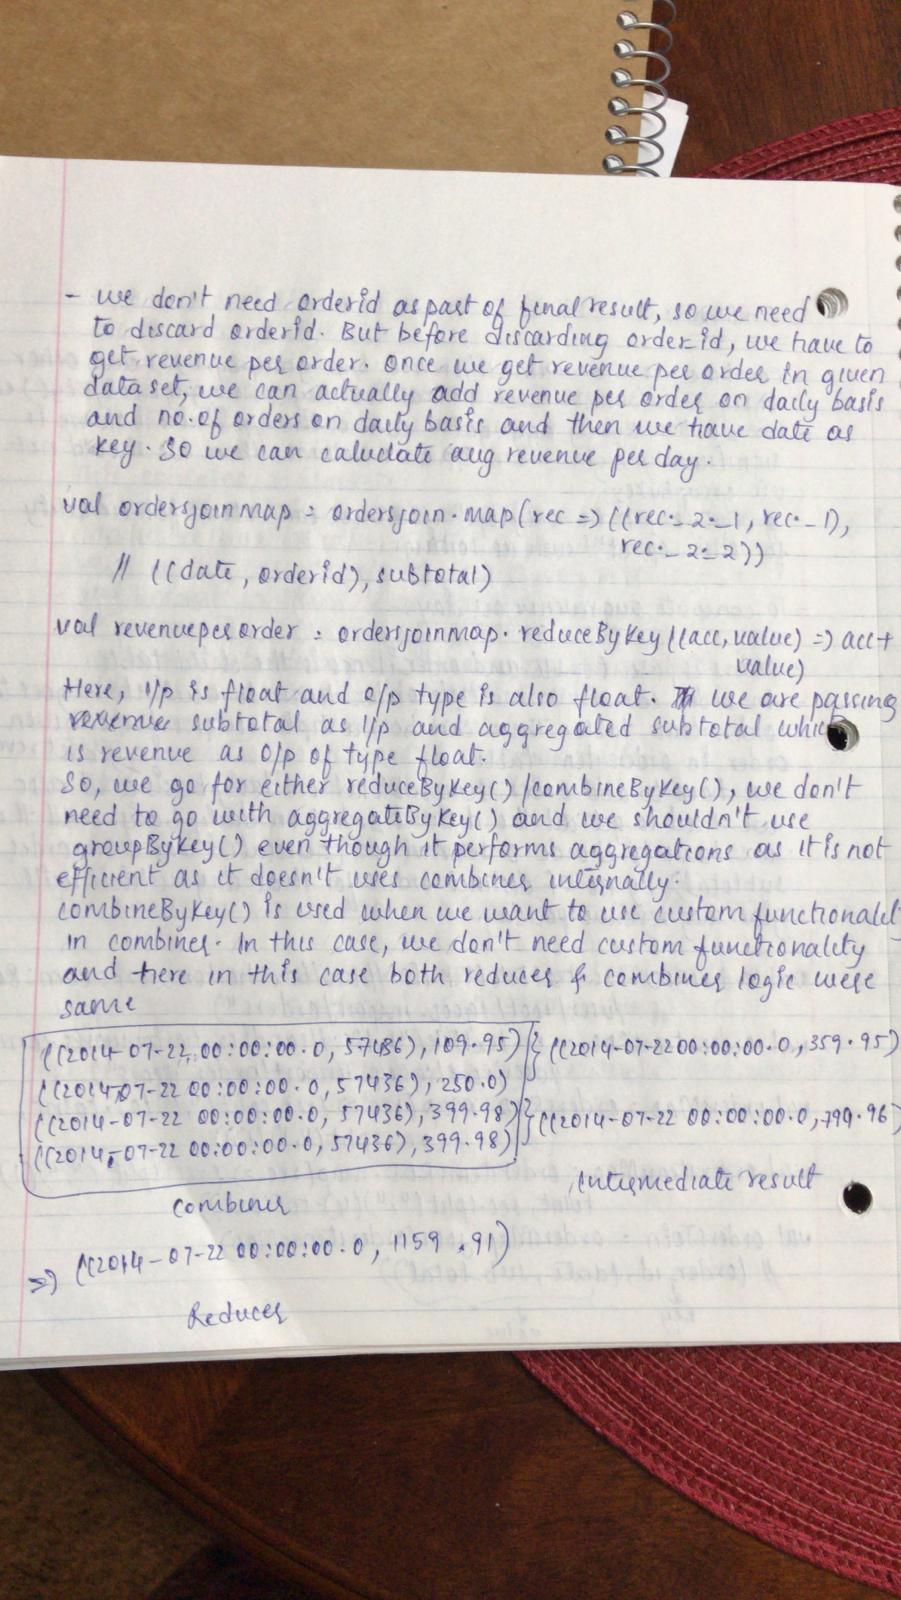 - we don't need orderid as part of final result, so we need
to discard orderid. But before discarding order-id, we have to
get revenue per order. once we get revenue per order in given
data set, we can actually add revenue per order on daily basis
and no. of orders on daily basis and then we have date as
key. So we can caluclate avg revenue per day.
val ordersjoinmap = ordersjoin.map(rec => ((rec._2._1, rec._1),
rec._2._2))
// ((date, orderid), subtotal)
val revenueperorder = ordersjoinmap.reduceByKey((acc, value) => acc +
value)
Here, i/p is float and o/p type is also float. we are passing
subtotal as i/p and aggregated subtotal which
is revenue as o/p of type float.
So, we go for either reduceByKey() / combineByKey(), we don't
need to go with aggregateByKey() and we shouldn't use
groupByKey() even though it performs aggregations as it is not
efficient as it doesn't uses combiner internally.
combineByKey() is used when we want to use custom functionalit
in combiner. In this case, we don't need custom functionality
and here in this case both reducer & combiner logic were
same
((2014-07-22, 00:00:00.0, 57436), 109.95) } ((2014-07-22 00:00:00.0, 359.95)
((2014-07-22 00:00:00.0, 57436), 250.0)
((2014-07-22 00:00:00.0, 57436), 399.98) } ((2014-07-22 00:00:00.0, 799.96
((2014-07-22 00:00:00.0, 57436), 399.98)
intermediate result
combiner
=> ((2014-07-22 00:00:00.0, 1159.91)
Reducer